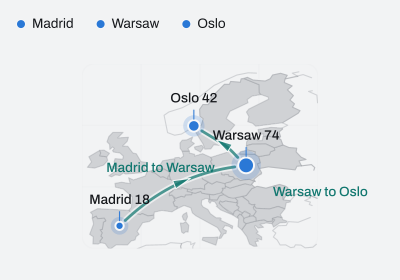 Madrid
Warsaw
Oslo
Oslo 42
Warsaw 74
Madrid to Warsaw
Warsaw to Oslo
Madrid 18